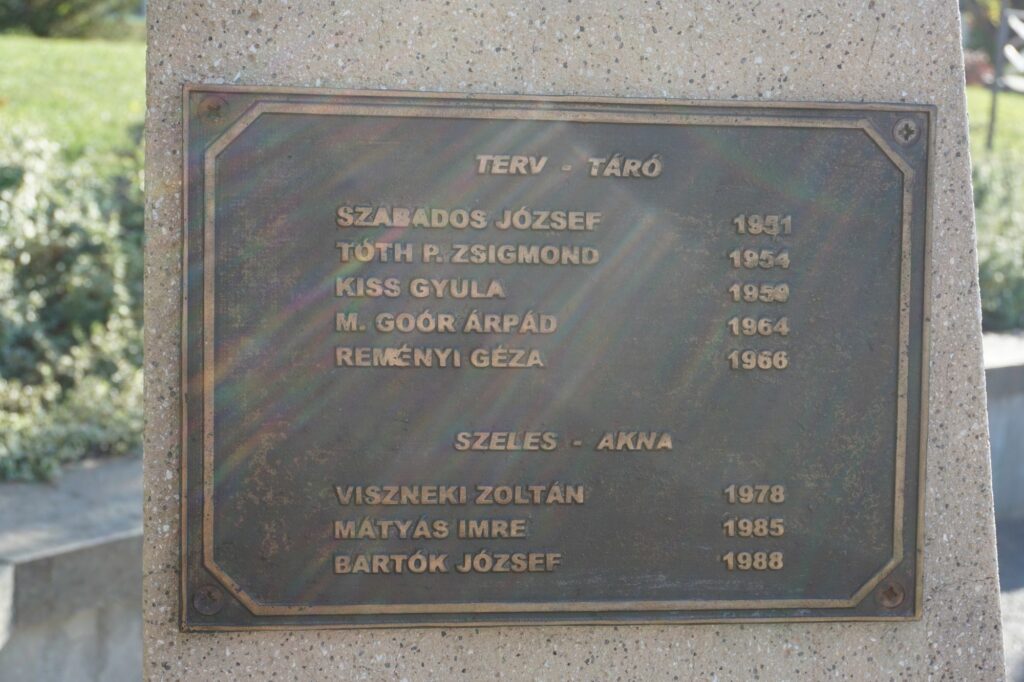 TERV - TÁRÓ
SZABADOS JÓZSEF 1951
TÓTH P. ZSIGMOND 1954
KISS GYULA 1959
M. GOÓR ÁRPÁD 1964
REMÉNYI GÉZA 1966
SZELES - AKNA
VISZNEKI ZOLTÁN 1978
MÁTYÁS IMRE 1985
BARTÓK JÓZSEF 1988